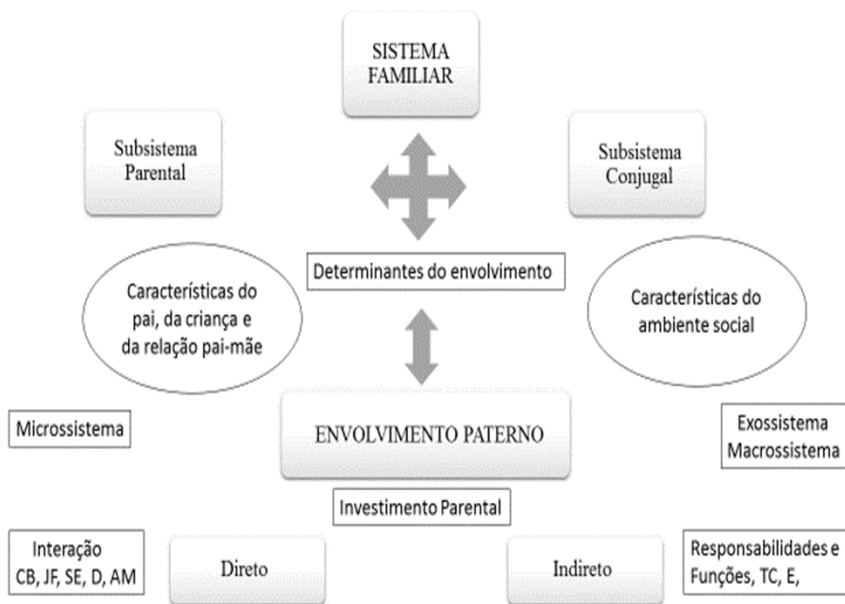 SISTEMA
FAMILIAR
Subsistema
Parental
Subsistema
Conjugal
Determinantes do envolvimento
Características do
pai, da criança e
da relação pai-mãe
Características do
ambiente social
Microssistema
ENVOLVIMENTO PATERNO
Exossistema
Macrossistema
Investimento Parental
Interação
CB, JF, SE, D, AM
Direto
Indireto
Responsabilidades e
Funções, TC, E,